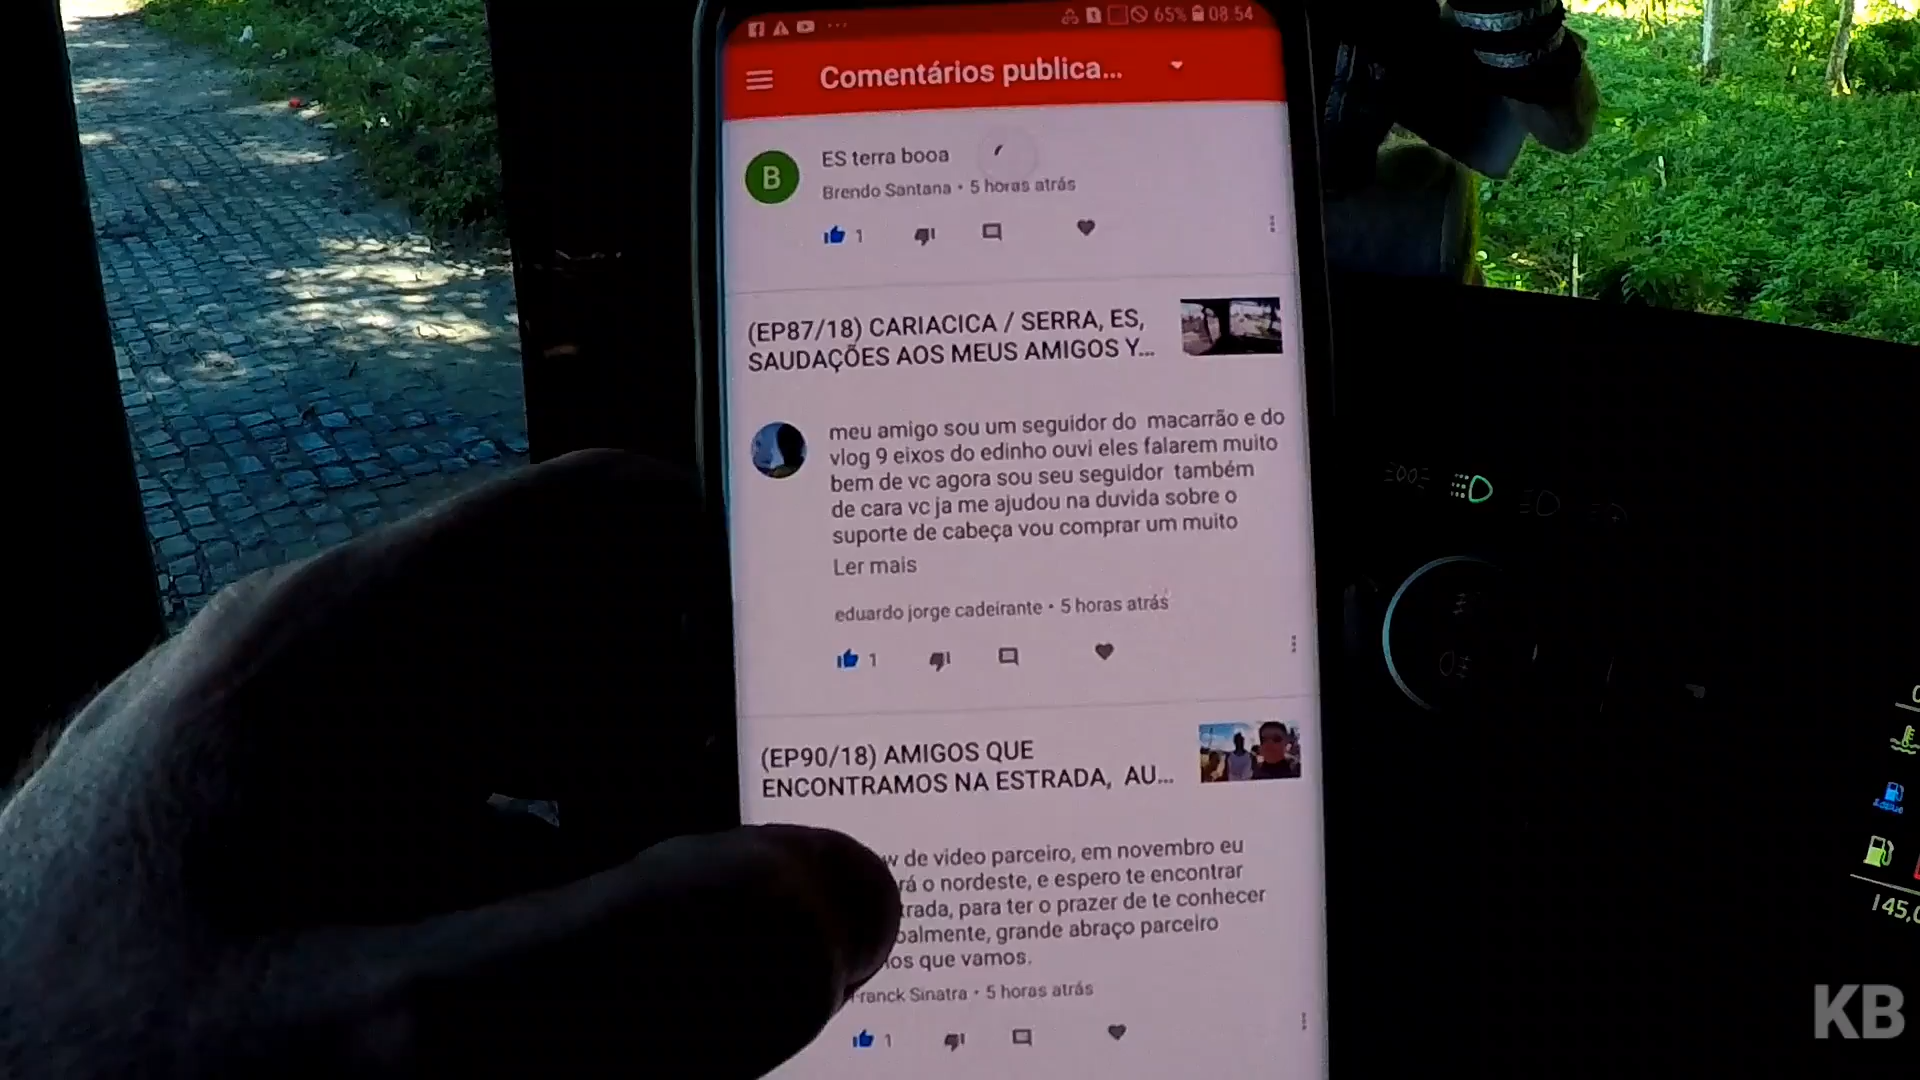 65% 08:54
Comentários publica...
ES terra booa
Brendo Santana • 5 horas atrás
1
(EP87/18) CARIACICA / SERRA, ES,
SAUDAÇÕES AOS MEUS AMIGOS Y...
meu amigo sou um seguidor do macarrão e do
vlog 9 eixos do edinho ouvi eles falarem muito
bem de vc agora sou seu seguidor também
de cara vc ja me ajudou na duvida sobre o
suporte de cabeça vou comprar um muito
Ler mais
eduardo jorge cadeirante • 5 horas atrás
1
(EP90/18) AMIGOS QUE
ENCONTRAMOS NA ESTRADA, AU...
de video parceiro, em novembro eu
o nordeste, e espero te encontrar
para ter o prazer de te conhecer
grande abraço parceiro
que vamos.
Franck Sinatra • 5 horas atrás
1
145,0
KB